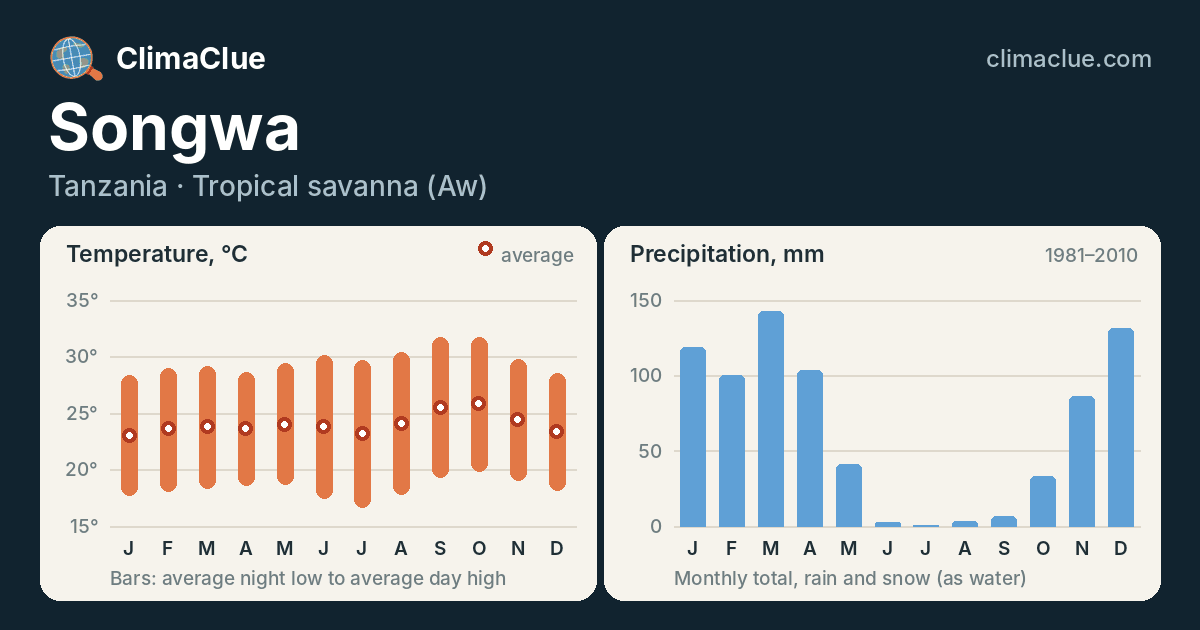 ClimaClue
climaclue.com
Songwa
Tanzania · Tropical savanna (Aw)
Temperature, °C
average
35°
30°
25°
20°
15°
J F M A M J J A S O N D
Bars: average night low to average day high
Precipitation, mm
1981–2010
150
100
50
0
J F M A M J J A S O N D
Monthly total, rain and snow (as water)